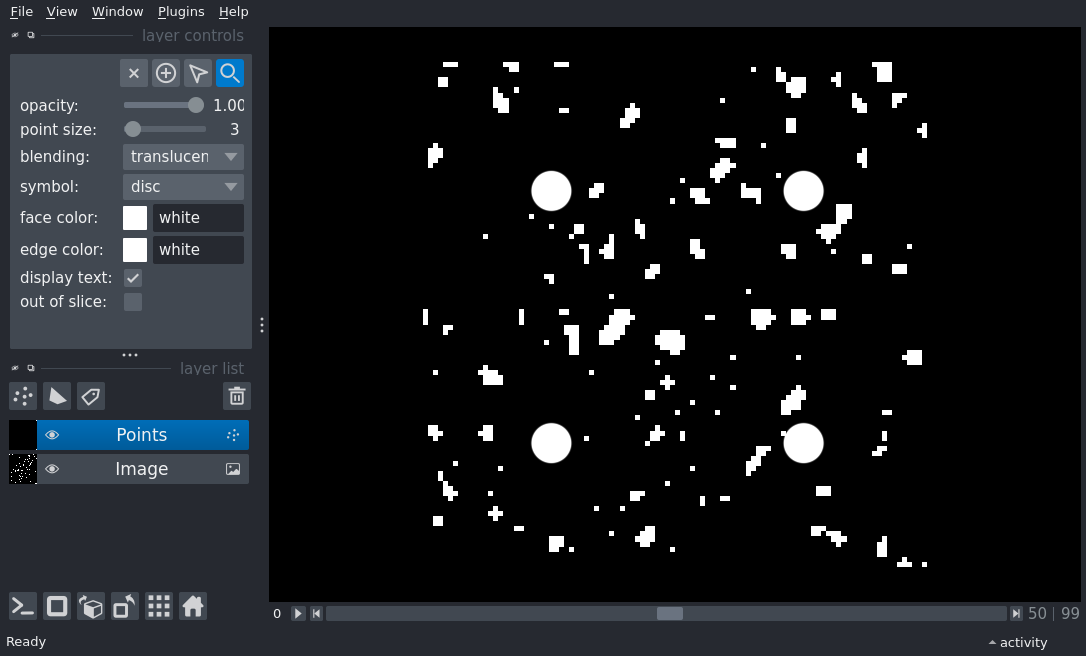 File View Window Plugins Help
layer controls
opacity: 1.00
point size: 3
blending: translucen
symbol: disc
face color: white
edge color: white
display text:
out of slice:
layer list
Points
Image
0 50 | 99
Ready activity